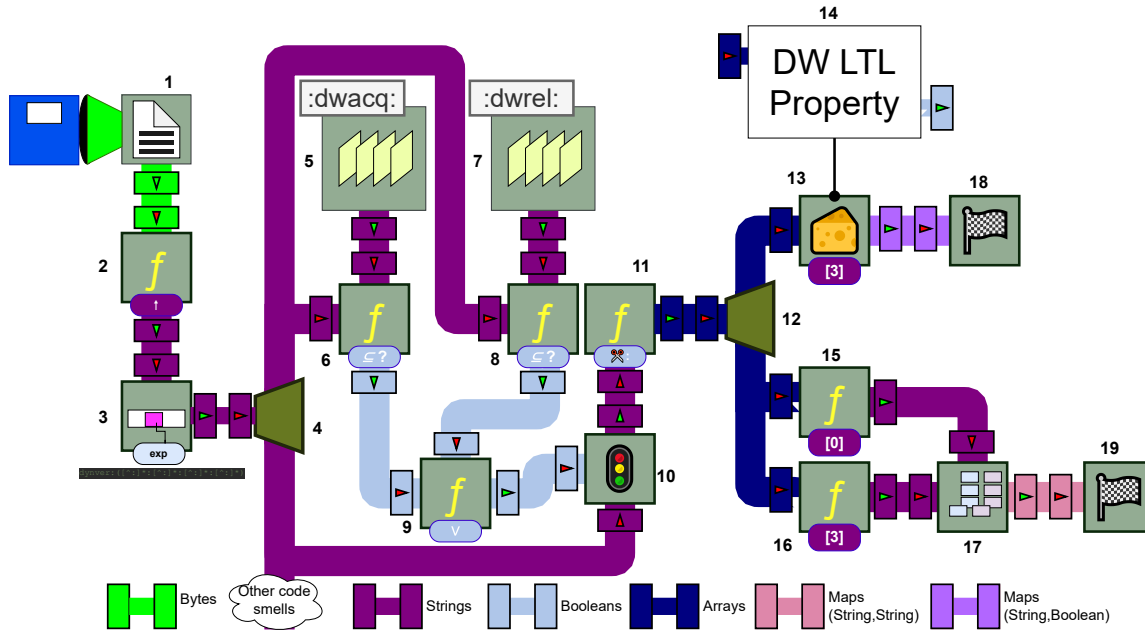 14
DW LTL
Property
1
:dwacq:
:dwrel:
5
7
13
18
2
ƒ
ƒ
ƒ
11
ƒ
[3]
↑
12
6
⊆ ?
8
⊆ ?
15
3
4
ƒ
exp
[0]
19
10
ƒ
ƒ
9
∨
16
[3]
17
Other code
smells
Bytes
Strings
Booleans
Arrays
Maps
(String,String)
Maps
(String,Boolean)